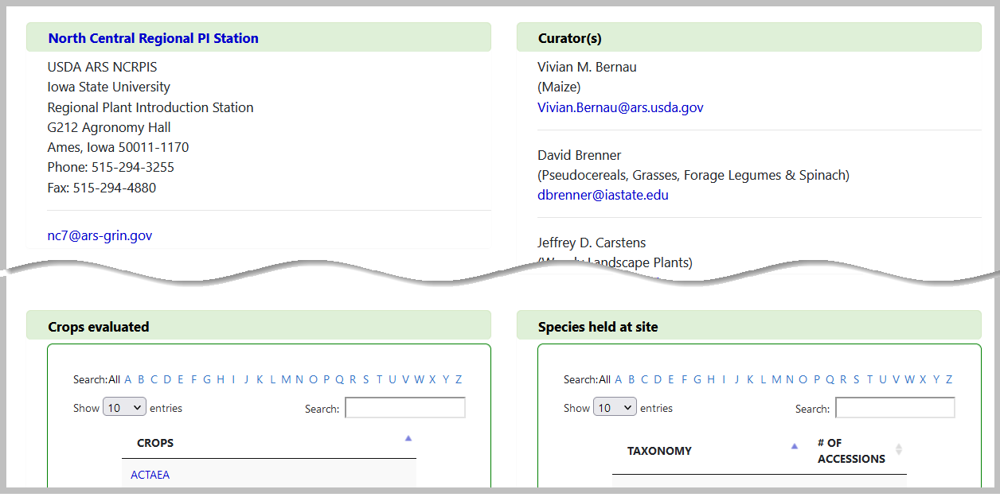 North Central Regional PI Station
USDA ARS NCRPIS
Iowa State University
Regional Plant Introduction Station
G212 Agronomy Hall
Ames, Iowa 50011-1170
Phone: 515-294-3255
Fax: 515-294-4880
nc7@ars-grin.gov
Curator(s)
Vivian M. Bernau
(Maize)
Vivian.Bernau@ars.usda.gov
David Brenner
(Pseudocereals, Grasses, Forage Legumes & Spinach)
dbrenner@iastate.edu
Jeffrey D. Carstens
(Woody Landscape Plants)
Crops evaluated
Search:All A B C D E F G H I J K L M N O P Q R S T U V W X Y Z
Show 10 entries Search:
CROPS
ACTAEA
Species held at site
Search:All A B C D E F G H I J K L M N O P Q R S T U V W X Y Z
Show 10 entries Search:
TAXONOMY
# OF
ACCESSIONS